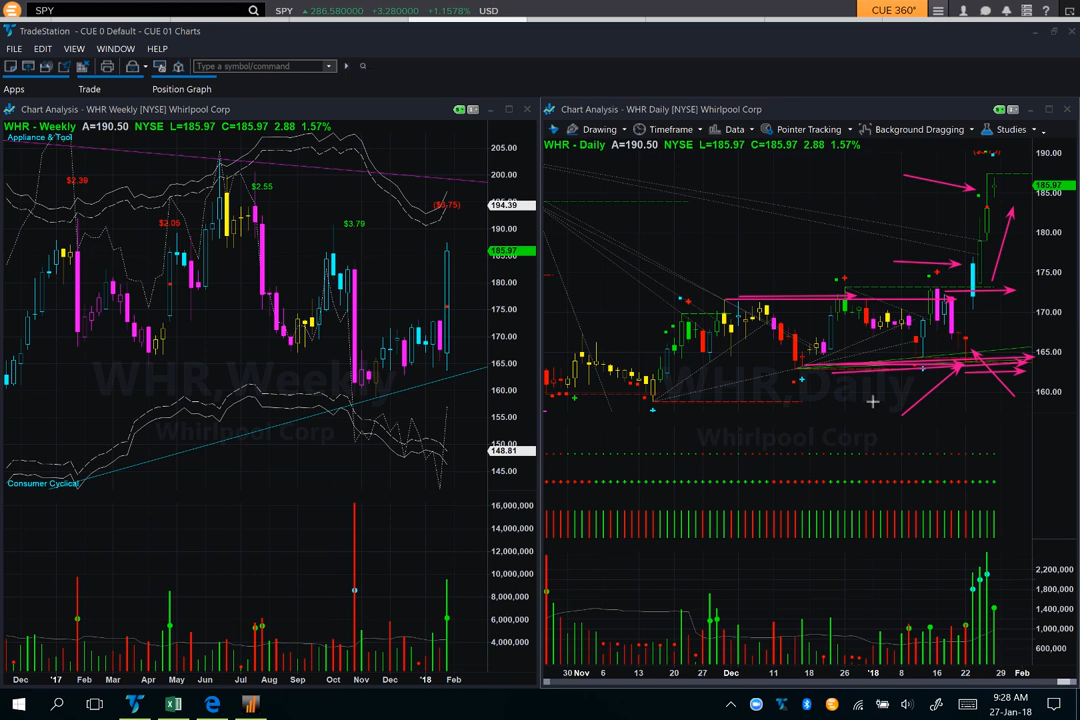 SPY
SPY 286.580000 +3.280000 +1.1578% USD
CUE 360°
TradeStation - CUE 0 Default - CUE 01 Charts
FILE EDIT VIEW WINDOW HELP
Type a symbol/command
Apps Trade Position Graph
Chart Analysis - WHR Weekly [NYSE] Whirlpool Corp
WHR - Weekly A=190.50 NYSE L=185.97 C=185.97 2.88 1.57%
Appliance & Tool
205.00
200.00
$2.39
$2.55
194.39
$2.05
$3.79
190.00
185.97
180.00
175.00
170.00
165.00
WHR,Weekly
160.00
155.00
Whirlpool Corp
150.00
148.81
145.00
Consumer Cyclical
16,000,000
14,000,000
12,000,000
10,000,000
8,000,000
6,000,000
4,000,000
Dec '17 Feb Mar Apr May Jun Jul Aug Sep Oct Nov Dec '18 Feb
Chart Analysis - WHR Daily [NYSE] Whirlpool Corp
Drawing Timeframe Data Pointer Tracking Background Dragging Studies
WHR - Daily A=190.50 NYSE L=185.97 C=185.97 2.88 1.57%
190.00
185.97
185.00
180.00
175.00
170.00
165.00
WHR,Daily
160.00
Whirlpool Corp
2,200,000
1,800,000
1,400,000
1,000,000
600,000
30 Nov 6 13 20 27 Dec 11 18 26 '18 8 16 22 29 Feb
9:28 AM
27-Jan-18